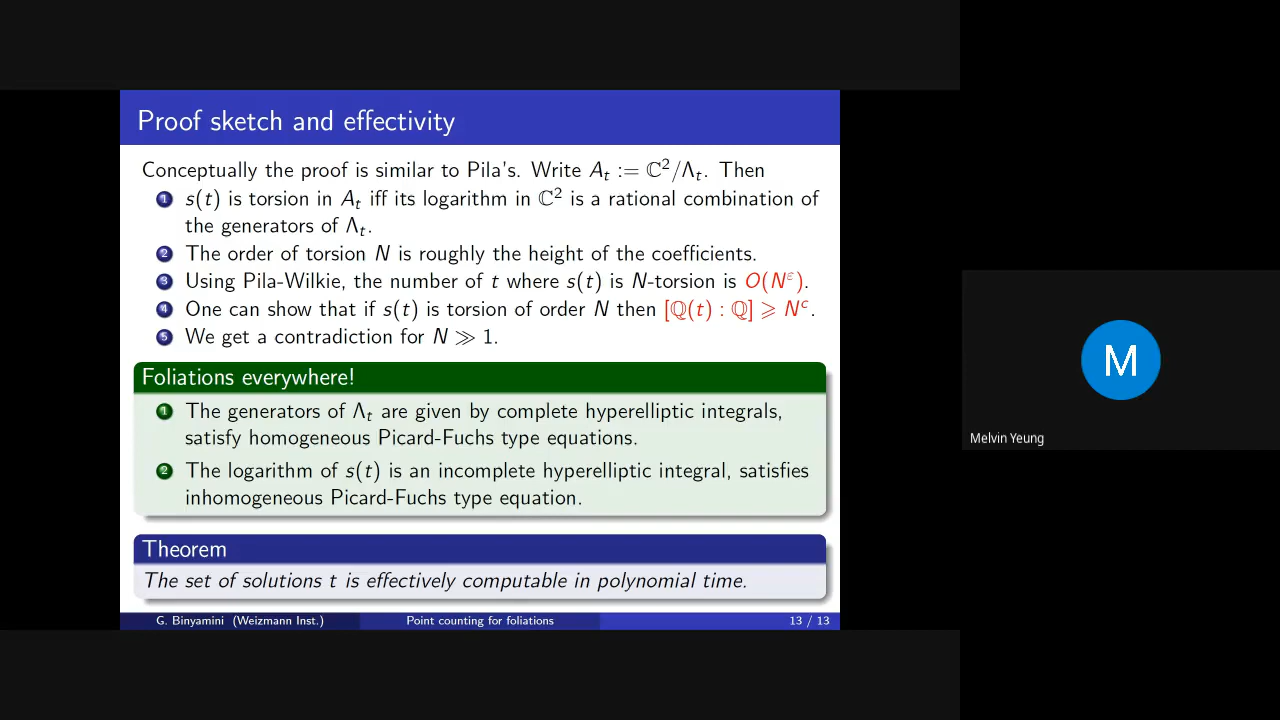 Proof sketch and effectivity
Conceptually the proof is similar to Pila's. Write A_t := ℂ²/Λ_t. Then
1 s(t) is torsion in A_t iff its logarithm in ℂ² is a rational combination of
the generators of Λ_t.
2 The order of torsion N is roughly the height of the coefficients.
3 Using Pila-Wilkie, the number of t where s(t) is N-torsion is O(N^ε).
4 One can show that if s(t) is torsion of order N then [ℚ(t) : ℚ] ⩾ N^c.
5 We get a contradiction for N ≫ 1.
Foliations everywhere!
1 The generators of Λ_t are given by complete hyperelliptic integrals,
satisfy homogeneous Picard-Fuchs type equations.
2 The logarithm of s(t) is an incomplete hyperelliptic integral, satisfies
inhomogeneous Picard-Fuchs type equation.
Theorem
The set of solutions t is effectively computable in polynomial time.
G. Binyamini (Weizmann Inst.) Point counting for foliations 13 / 13
M
Melvin Yeung